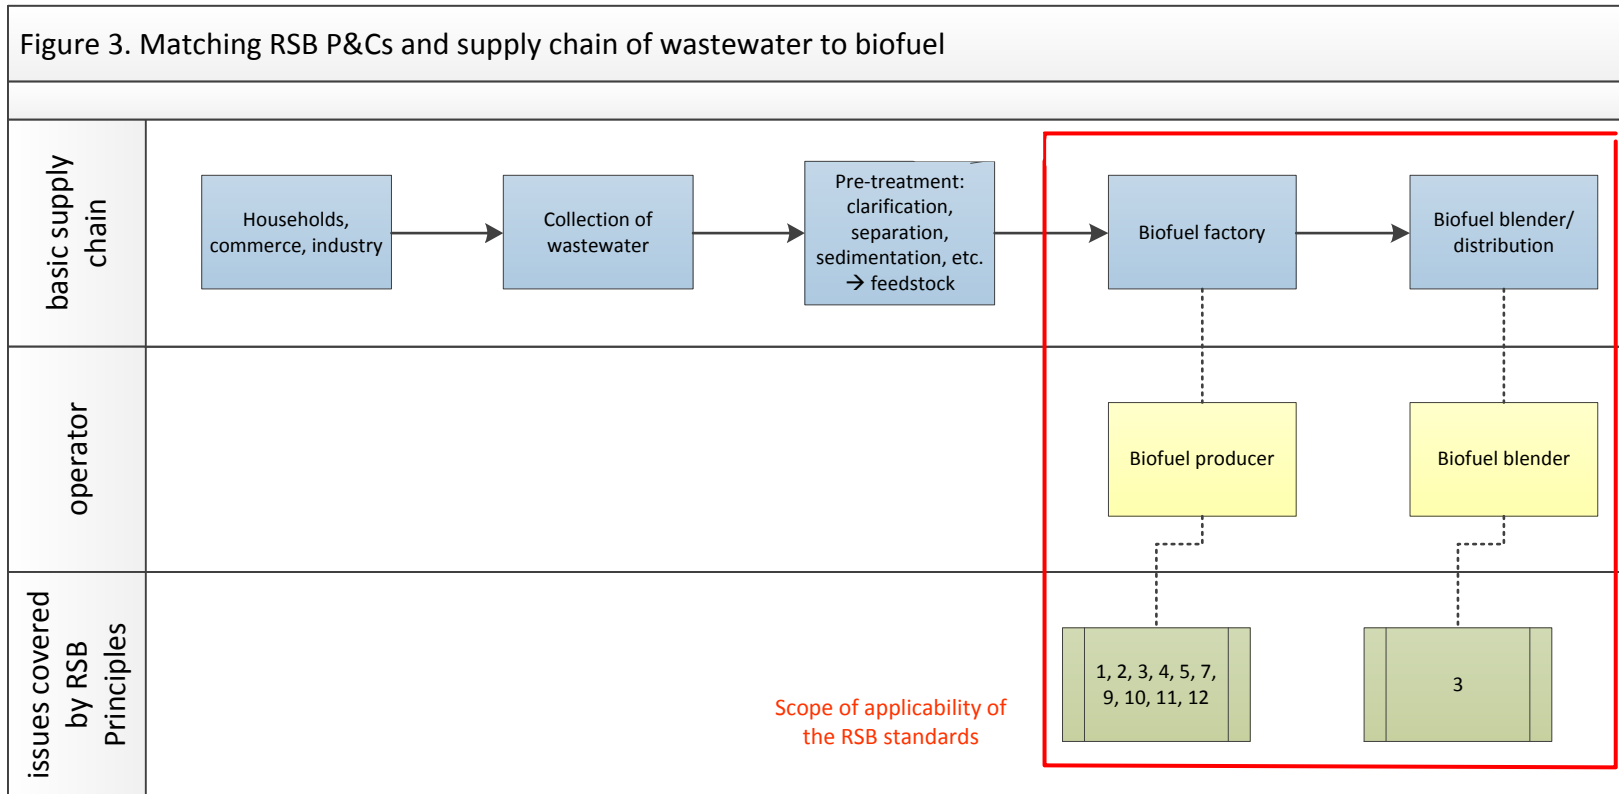 Figure 3. Matching RSB P&Cs and supply chain of wastewater to biofuel
basic supply
chain
Households,
commerce, industry
Collection of
wastewater
Pre-treatment:
clarification,
separation,
sedimentation, etc.
→ feedstock
Biofuel factory
Biofuel blender/
distribution
operator
Biofuel producer
Biofuel blender
issues covered
by RSB
Principles
Scope of applicability of
the RSB standards
1, 2, 3, 4, 5, 7,
9, 10, 11, 12
3